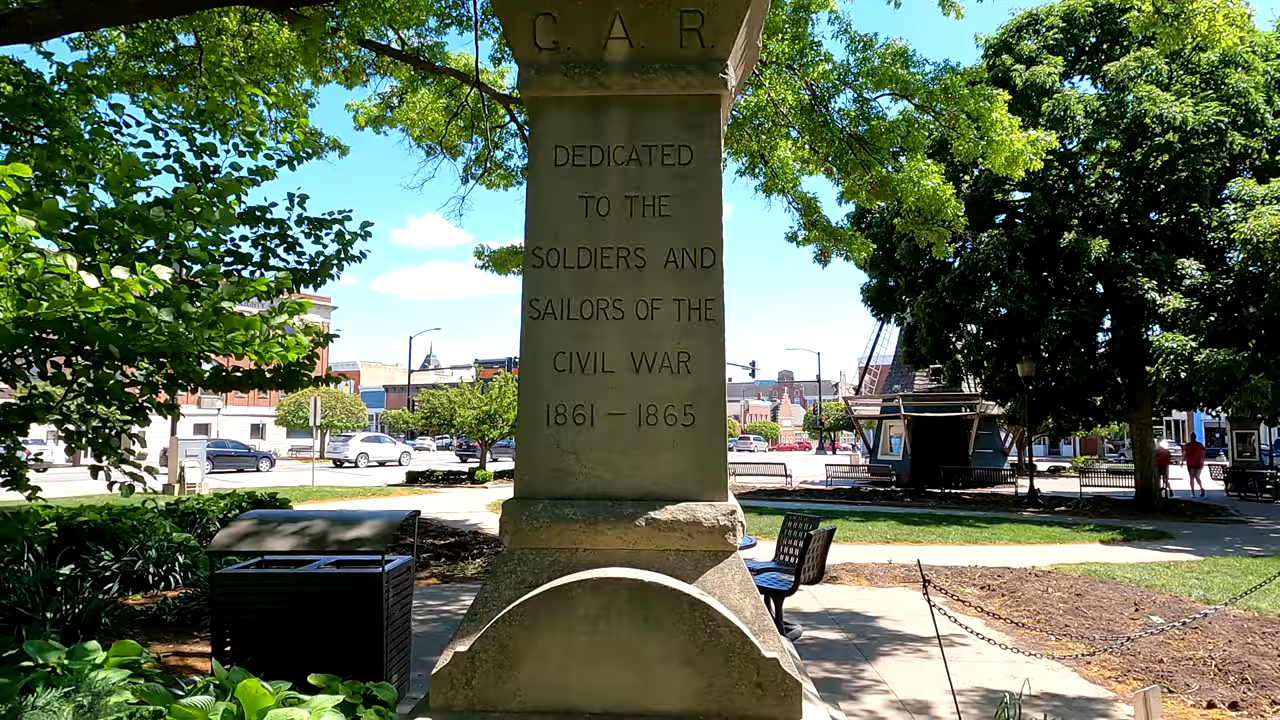 G. A. R.
DEDICATED
TO THE
SOLDIERS AND
SAILORS OF THE
CIVIL WAR
1861 — 1865